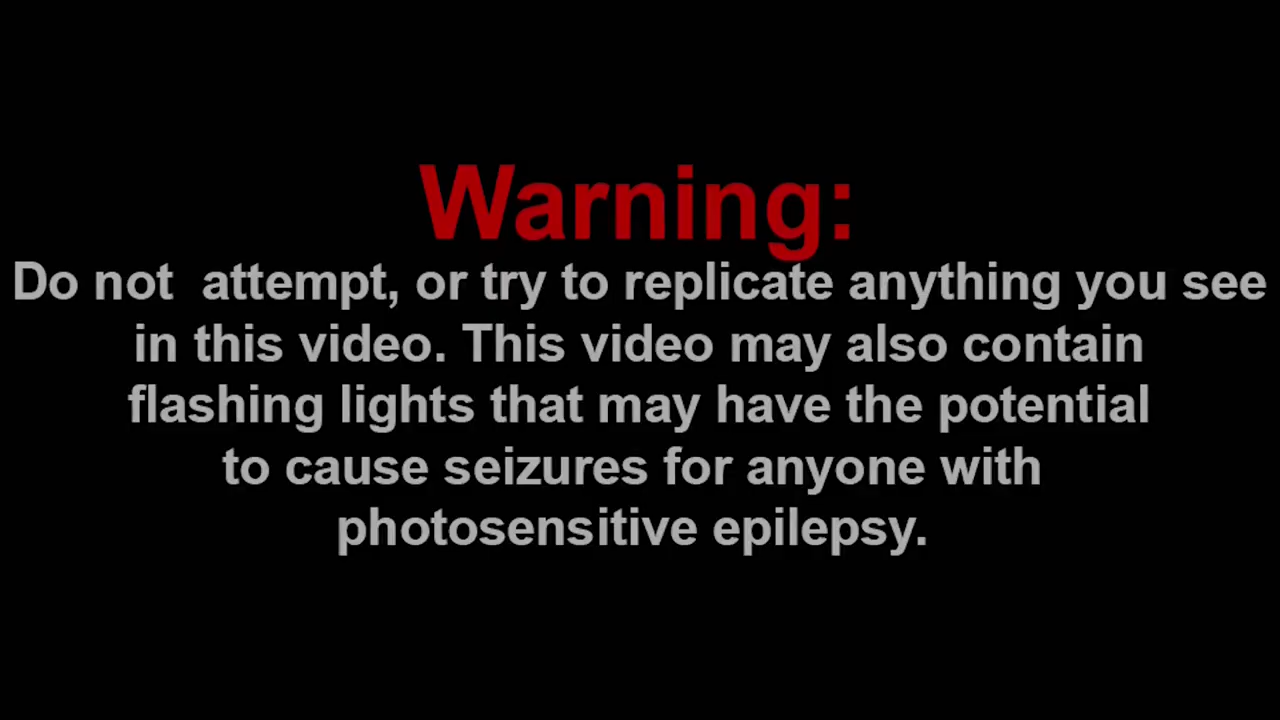 Warning:
Do not  attempt, or try to replicate anything you see
in this video. This video may also contain
flashing lights that may have the potential
to cause seizures for anyone with
photosensitive epilepsy.